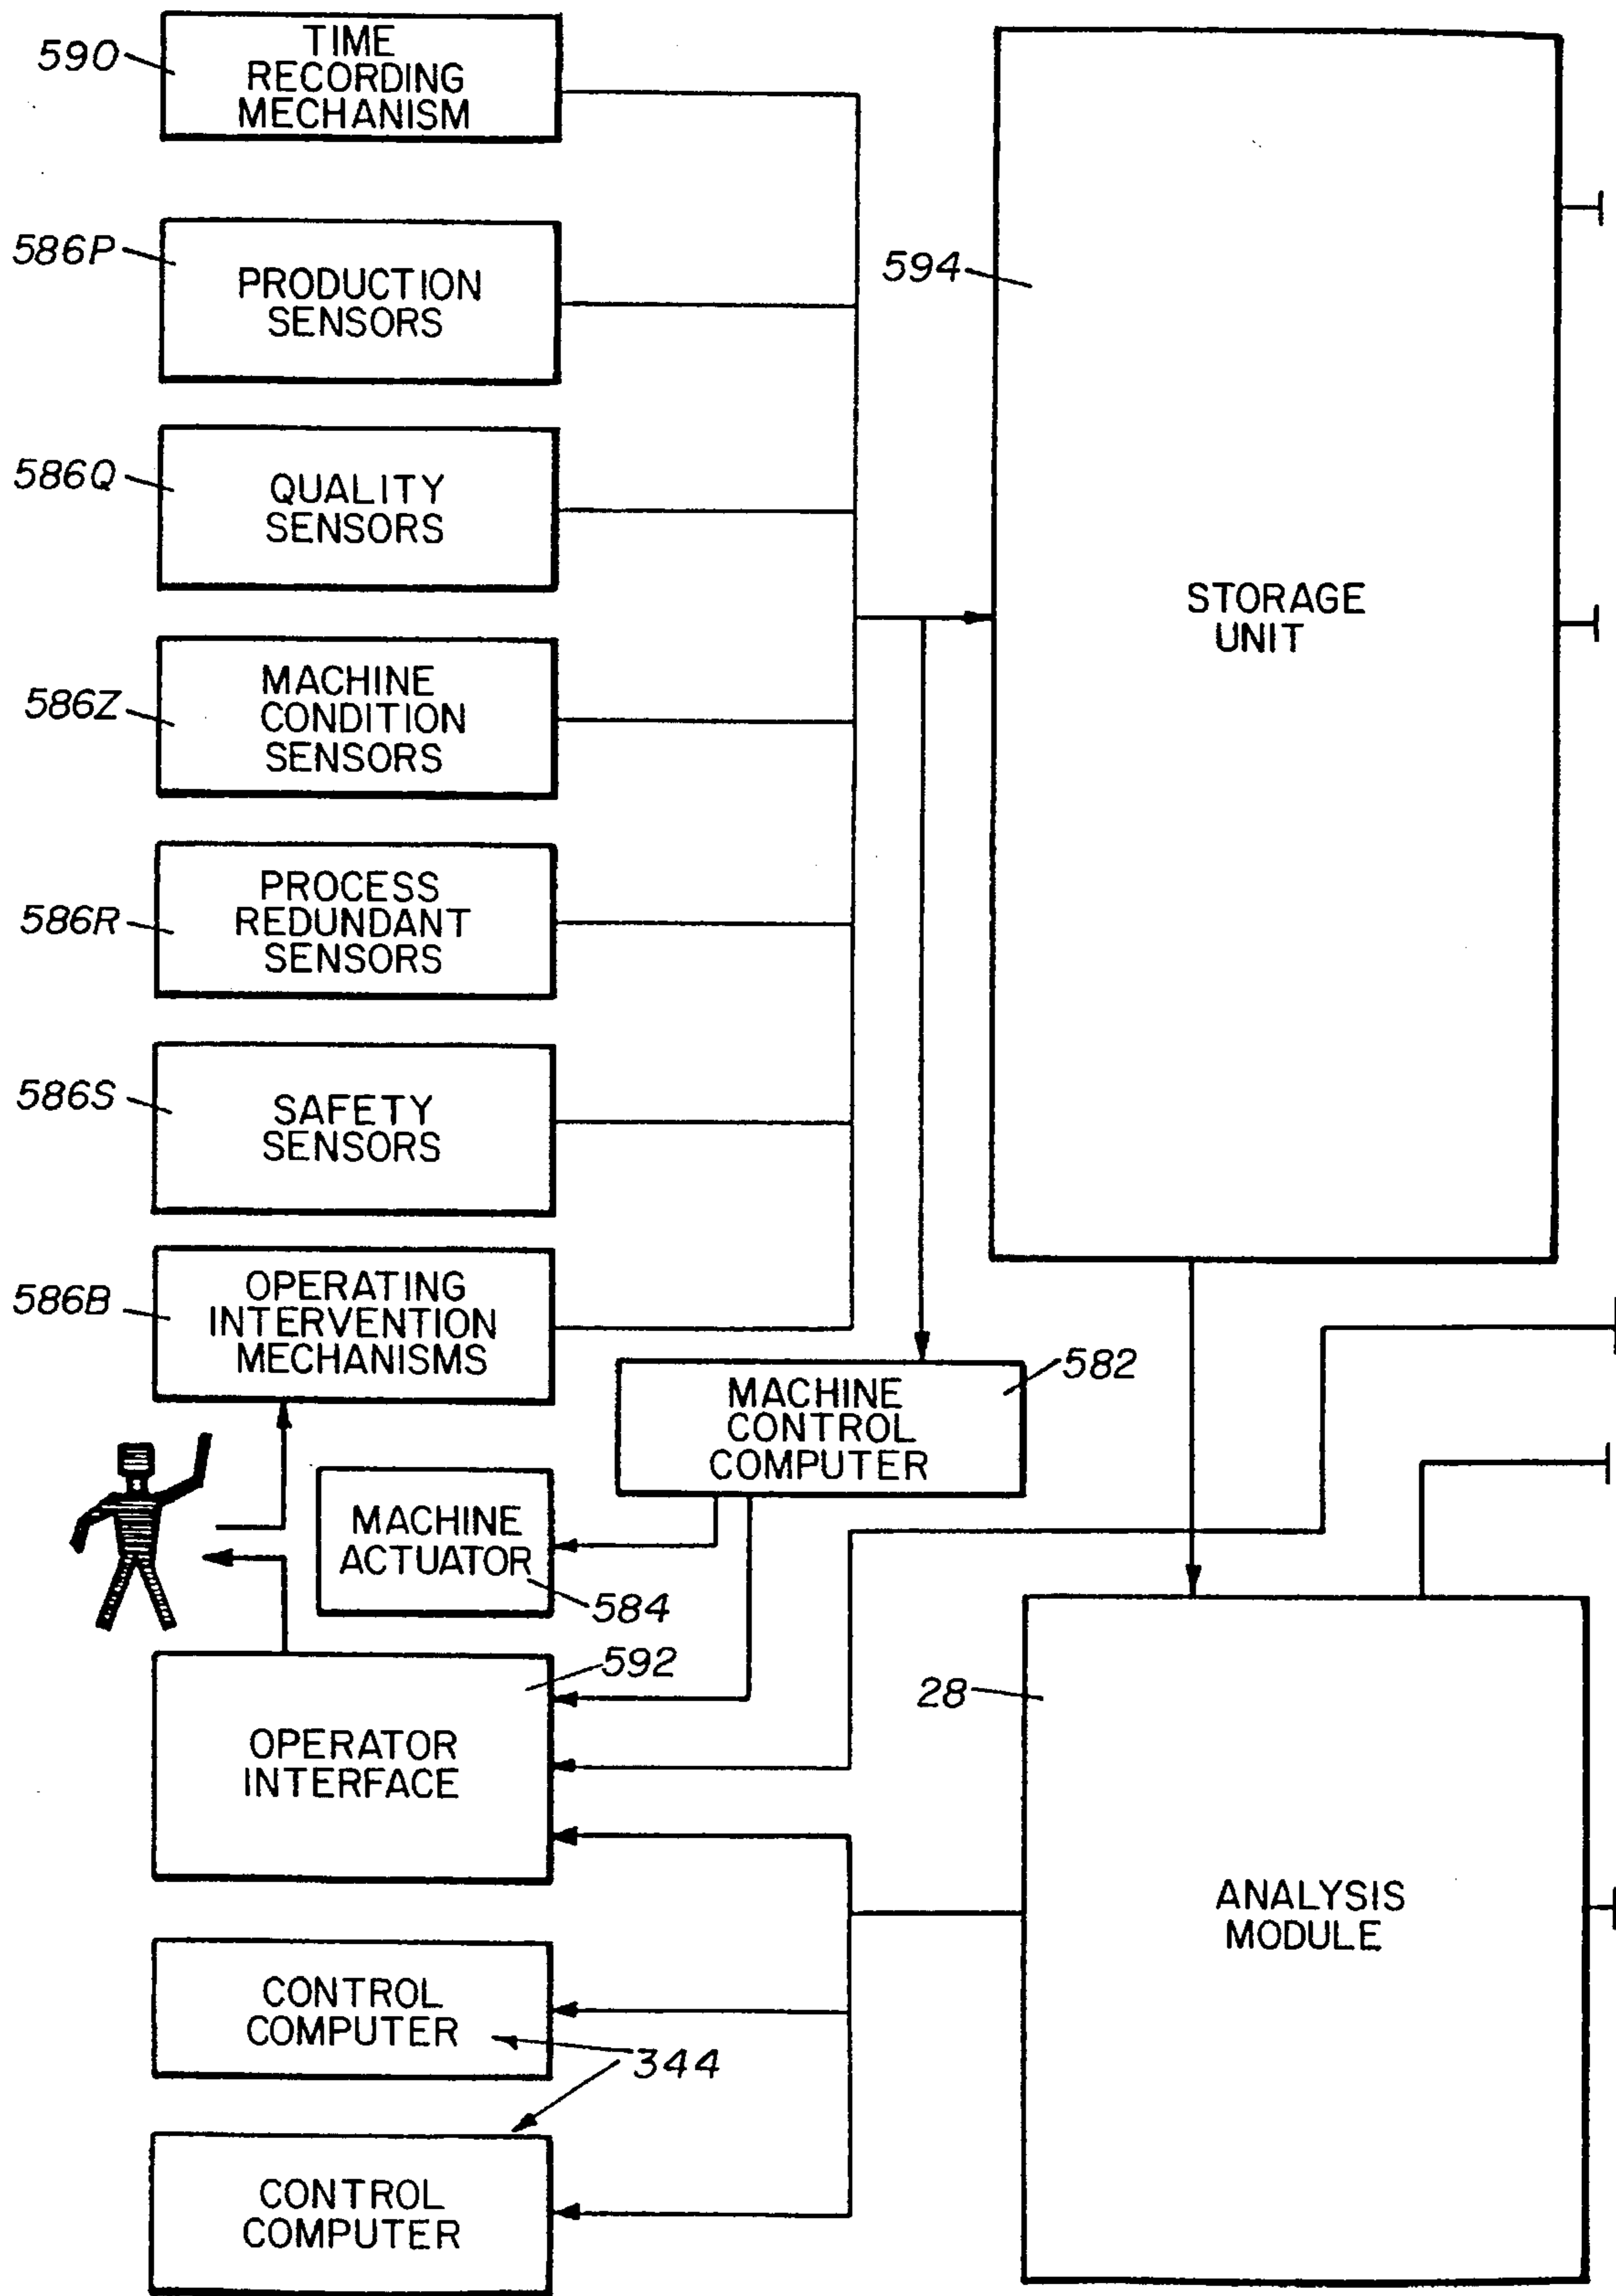 590
TIME
RECORDING
MECHANISM
586P
PRODUCTION
SENSORS
594
586Q
QUALITY
SENSORS
STORAGE
UNIT
586Z
MACHINE
CONDITION
SENSORS
586R
PROCESS
REDUNDANT
SENSORS
586S
SAFETY
SENSORS
586B
OPERATING
INTERVENTION
MECHANISMS
582
MACHINE
CONTROL
COMPUTER
MACHINE
ACTUATOR
584
592
OPERATOR
INTERFACE
28
ANALYSIS
MODULE
CONTROL
COMPUTER
344
CONTROL
COMPUTER